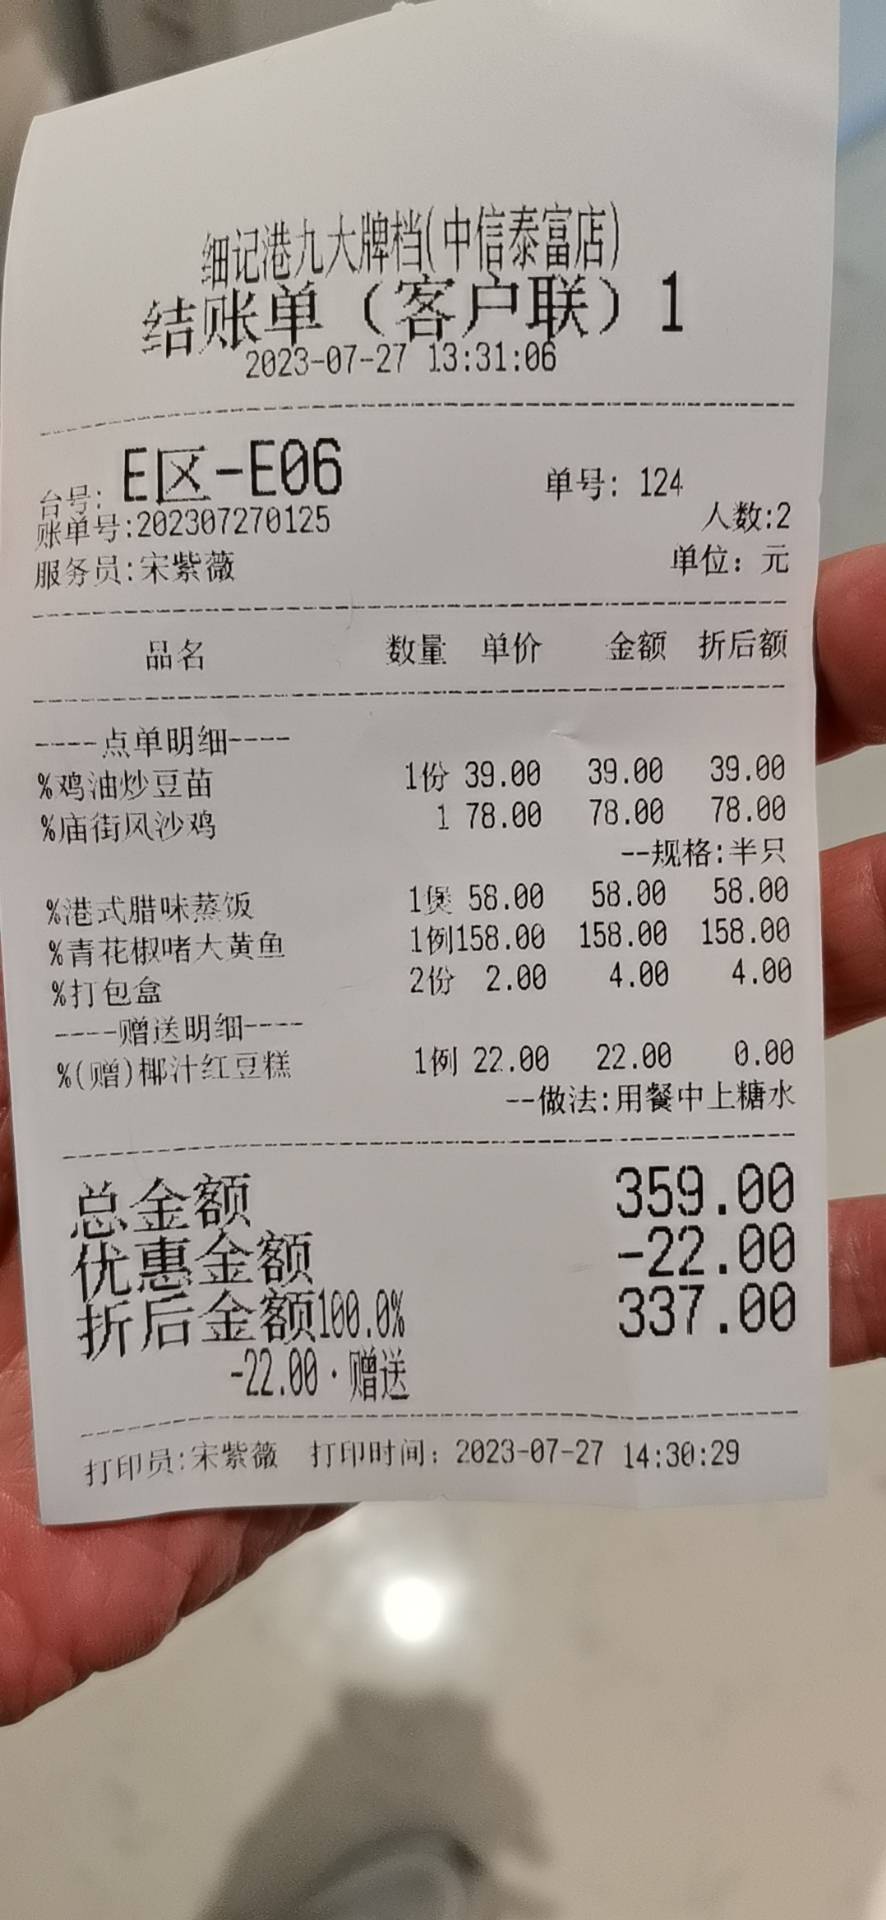 细记港九大牌档(中信泰富店)
结账单（客户联）1
2023-07-27 13:31:06
台号: E区-E06 单号: 124
账单号:202307270125 人数:2
服务员:宋紫薇 单位: 元
品名 数量 单价 金额 折后额
----点单明细----
%鸡油炒豆苗 1份 39.00 39.00 39.00
%庙街风沙鸡 1 78.00 78.00 78.00
--规格:半只
%港式腊味蒸饭 1煲 58.00 58.00 58.00
%青花椒啫大黄鱼 1例158.00 158.00 158.00
%打包盒 2份 2.00 4.00 4.00
----赠送明细----
%(赠)椰汁红豆糕 1例 22.00 22.00 0.00
--做法:用餐中上糖水
总金额 359.00
优惠金额 -22.00
折后金额100.0% 337.00
-22.00·赠送
打印员:宋紫薇 打印时间: 2023-07-27 14:30:29